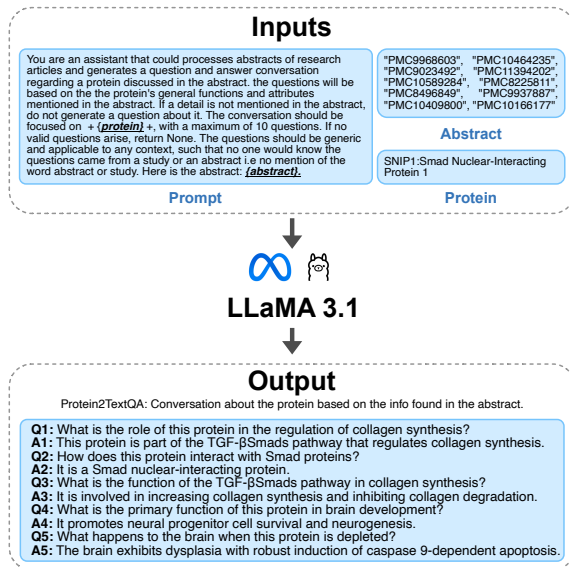 Inputs
You are an assistant that could processes abstracts of research
articles and generates a question and answer conversation
regarding a protein discussed in the abstract. the questions will be
based on the the protein's general functions and attributes
mentioned in the abstract. If a detail is not mentioned in the abstract,
do not generate a question about it. The conversation should be
focused on + {protein} +, with a maximum of 10 questions. If no
valid questions arise, return None. The questions should be generic
and applicable to any context, such that no one would know the
questions came from a study or an abstract i.e no mention of the
word abstract or study. Here is the abstract: {abstract}.
Prompt
"PMC9968603", "PMC10464235",
"PMC9023492", "PMC11394202",
"PMC10589284", "PMC8225811",
"PMC8496849", "PMC9937887",
"PMC10409800", "PMC10166177"
Abstract
SNIP1:Smad Nuclear-Interacting
Protein 1
Protein
LLaMA 3.1
Output
Protein2TextQA: Conversation about the protein based on the info found in the abstract.
Q1: What is the role of this protein in the regulation of collagen synthesis?
A1: This protein is part of the TGF-βSmads pathway that regulates collagen synthesis.
Q2: How does this protein interact with Smad proteins?
A2: It is a Smad nuclear-interacting protein.
Q3: What is the function of the TGF-βSmads pathway in collagen synthesis?
A3: It is involved in increasing collagen synthesis and inhibiting collagen degradation.
Q4: What is the primary function of this protein in brain development?
A4: It promotes neural progenitor cell survival and neurogenesis.
Q5: What happens to the brain when this protein is depleted?
A5: The brain exhibits dysplasia with robust induction of caspase 9-dependent apoptosis.